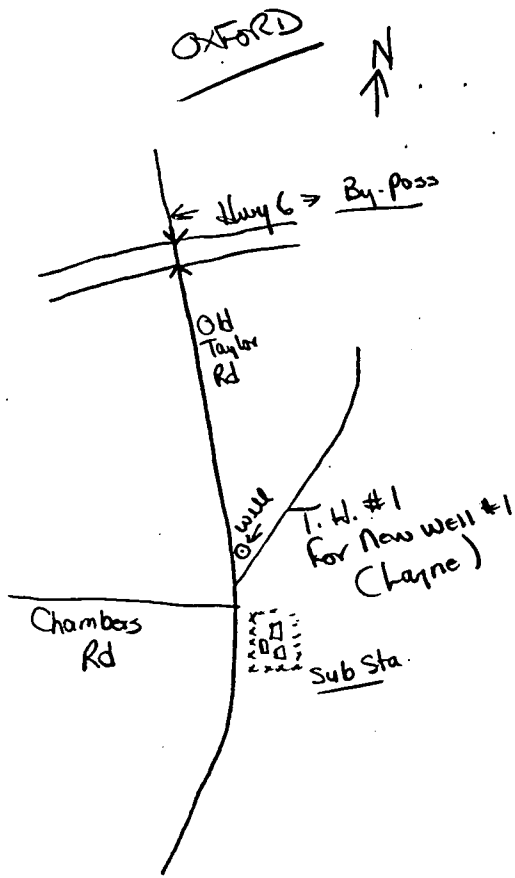 OXFORD
N
← Hwy 6 → By-Pass
Old
Taylor
Rd
Well
T. H. #1
For New Well #1
(Layne)
Chambers
Rd
Sub Sta.